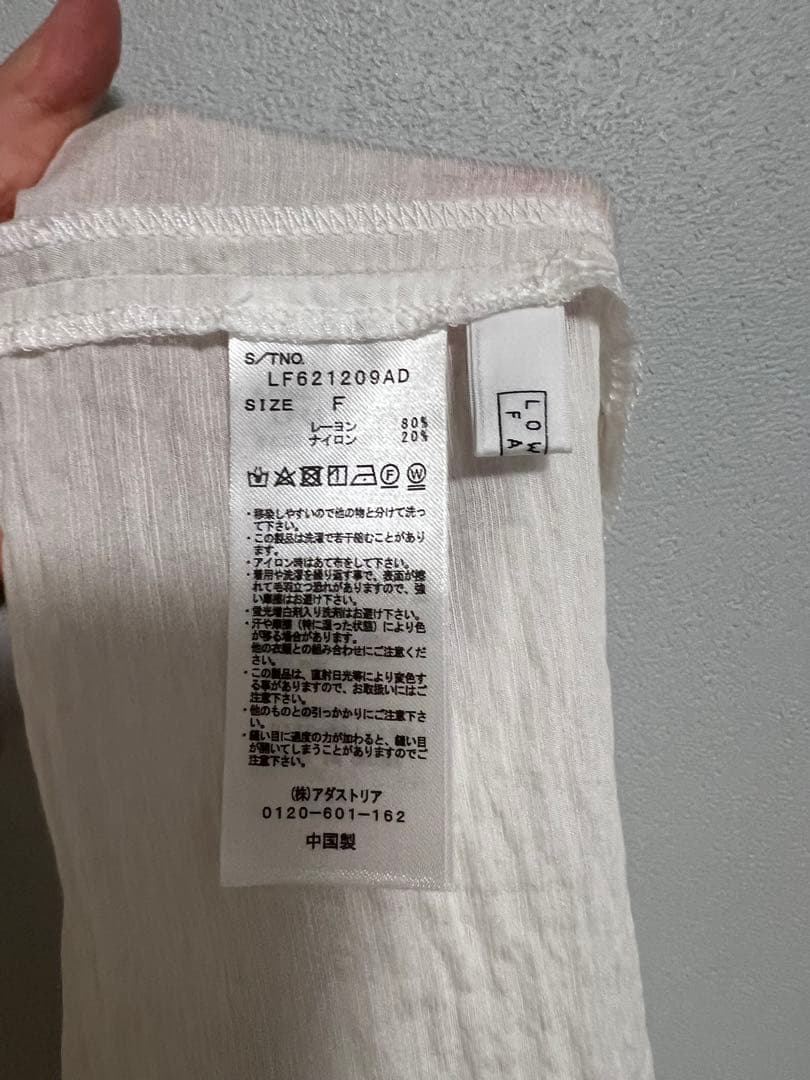 S/TNO.
LF621209AD
SIZE F
レーヨン 80%
ナイロン 20%
F W
・移染しやすいので他の物と分けて洗っ
て下さい。
・この製品は洗濯で若干縮むことがあり
ます。
・アイロン時はあて布をして下さい。
・着用や洗濯を繰り返す事で、表面が擦
れて毛羽立つ恐れがありますので、強
い摩擦はお避け下さい。
・蛍光増白剤入り洗剤はお避け下さい。
・汗や摩擦（特に湿った状態）により色
が移る場合があります。
他の衣類との組み合わせにご注意くだ
さい。
・この製品は、直射日光等により変色す
る事がありますので、お取扱いにはご
注意下さい。
・他のものとの引っかかりにご注意下さ
い。
・縫い目に過度の力が加わると、縫い目
が開いてしまうことがありますのでご
注意下さい。
(株)アダストリア
0120-601-162
中国製
LOW
FA